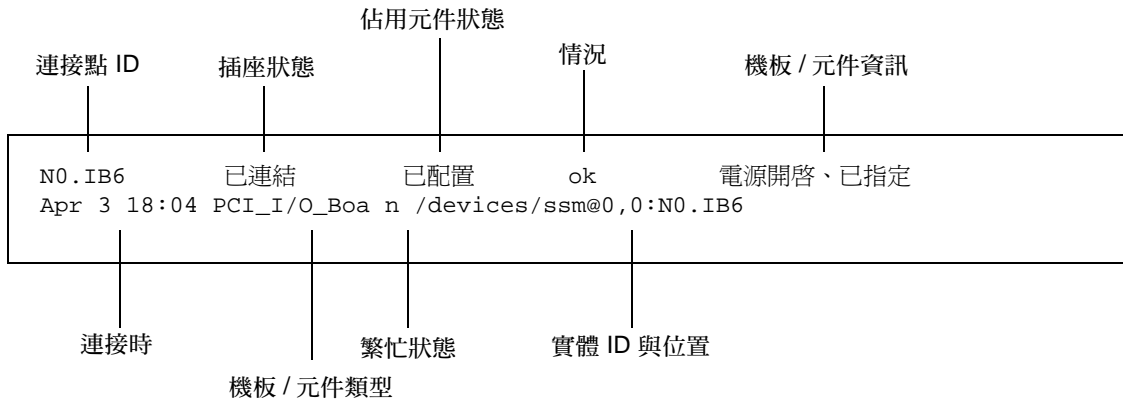 佔用元件狀態
連接點 ID 插座狀態 情況 機板 / 元件資訊
N0.IB6 已連結 已配置 ok 電源開啓、已指定
Apr 3 18:04 PCI_I/O_Boa n /devices/ssm@0,0:N0.IB6
連接時 繁忙狀態 實體 ID 與位置
機板 / 元件類型